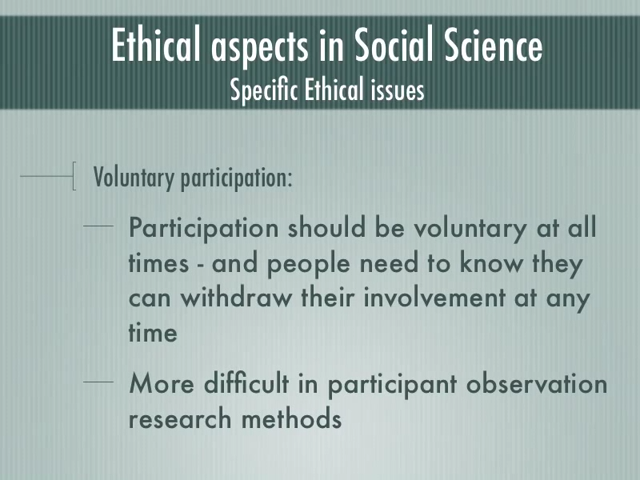 Ethical aspects in Social Science
Specific Ethical issues
Voluntary participation:
Participation should be voluntary at all
times - and people need to know they
can withdraw their involvement at any
time
More difficult in participant observation
research methods